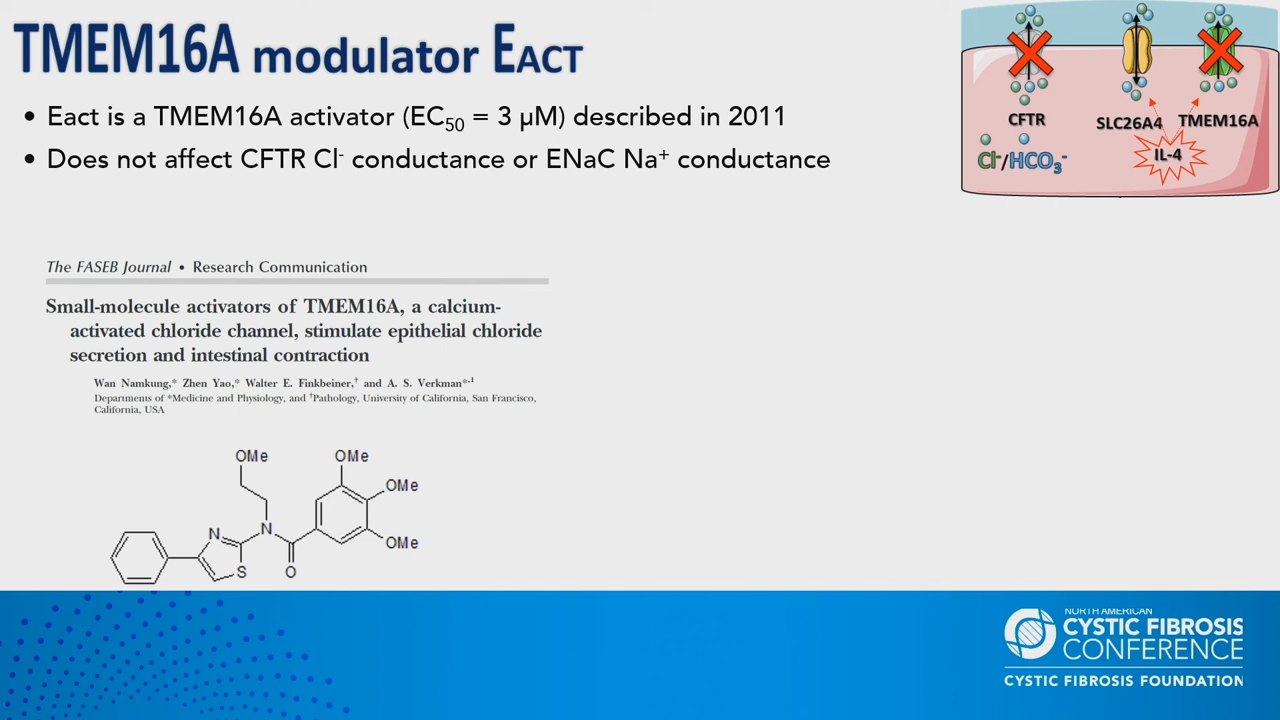 TMEM16A modulator EACT
• Eact is a TMEM16A activator (EC50 = 3 µM) described in 2011
• Does not affect CFTR Cl- conductance or ENaC Na+ conductance
CFTR
SLC26A4
TMEM16A
IL-4
Cl-/HCO3-
The FASEB Journal • Research Communication
Small-molecule activators of TMEM16A, a calcium-
activated chloride channel, stimulate epithelial chloride
secretion and intestinal contraction
Wan Namkung,* Zhen Yao,* Walter E. Finkbeiner,† and A. S. Verkman*,1
Departments of *Medicine and Physiology, and †Pathology, University of California, San Francisco,
California, USA
OMe
OMe
OMe
N
N
OMe
S
O
NORTH AMERICAN
CYSTIC FIBROSIS
CONFERENCE
CYSTIC FIBROSIS FOUNDATION